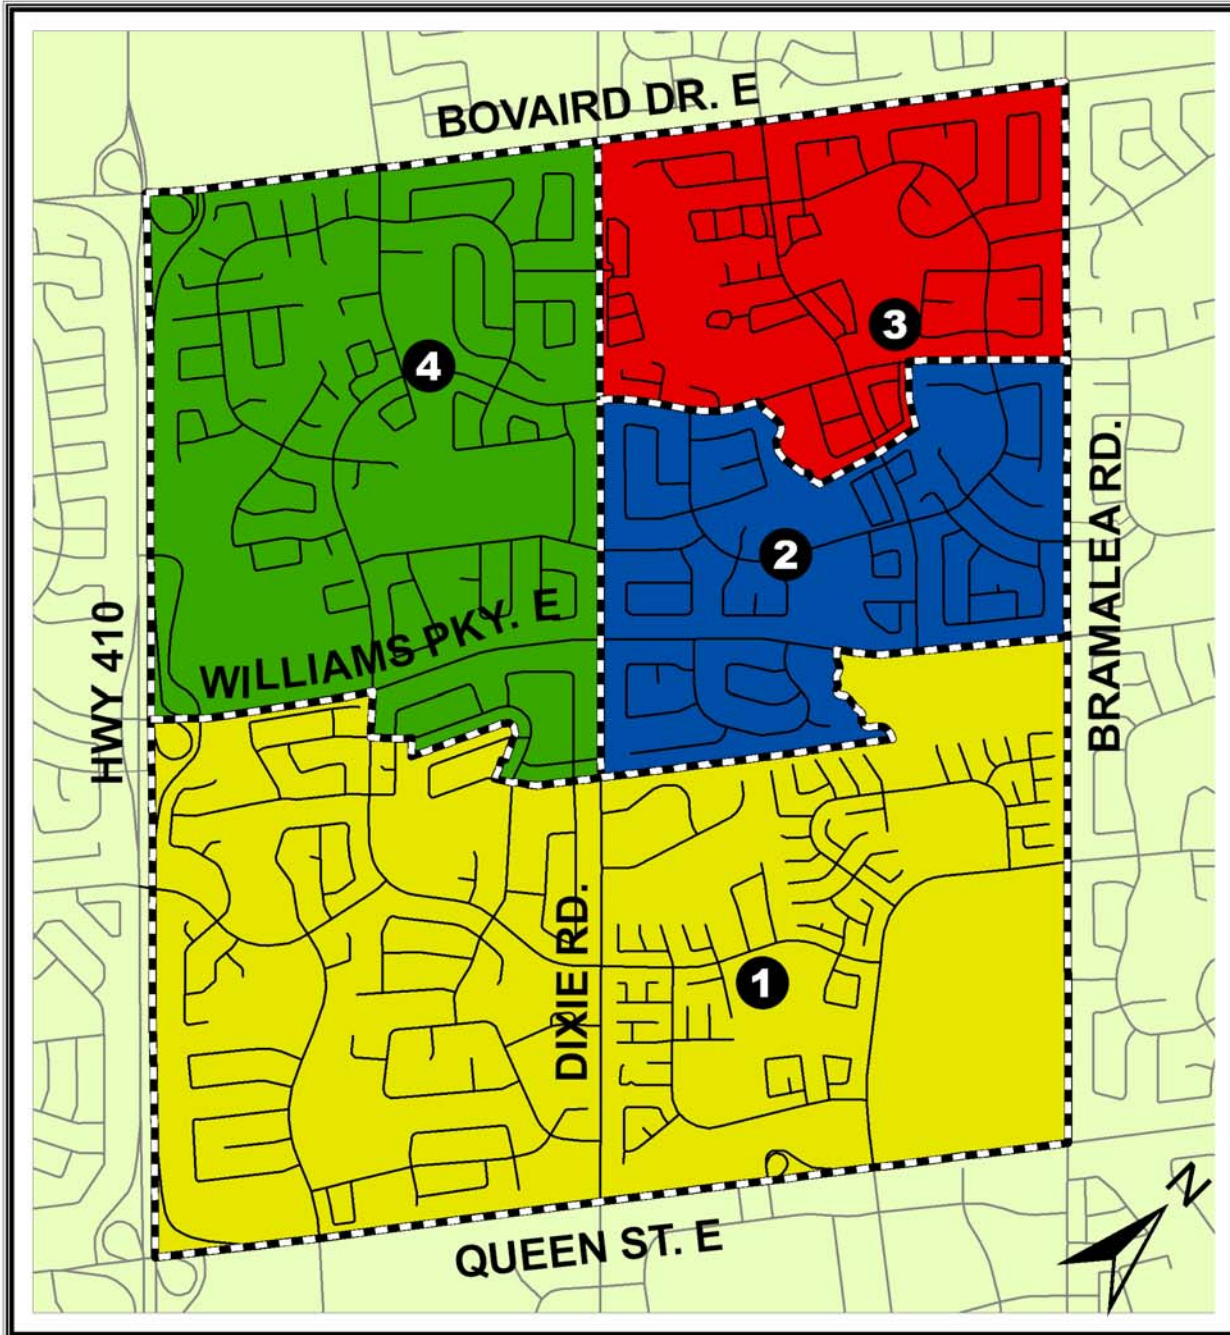 BOVAIRD DR. E
3
4
2
BRAMALEA RD.
WILLIAMS PKY. E
HWY 410
DIXIE RD.
1
N
QUEEN ST. E